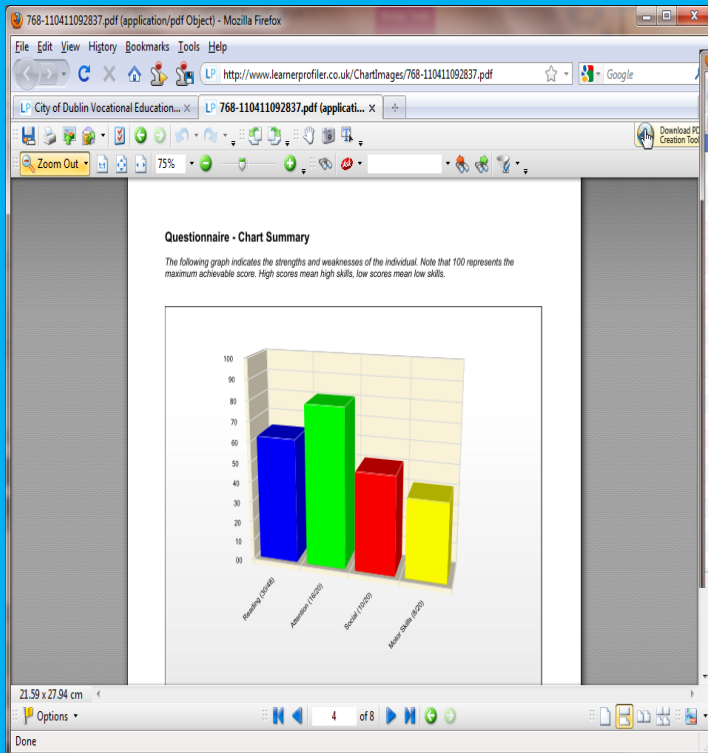 768-110411092837.pdf (application/pdf Object) - Mozilla Firefox
File Edit View History Bookmarks Tools Help
LP http://www.learnerprofiler.co.uk/ChartImages/768-110411092837.pdf
Google
LP City of Dublin Vocational Education...
LP 768-110411092837.pdf (applicati...
Download PD
Creation Tool
Zoom Out
75%
Questionnaire - Chart Summary
The following graph indicates the strengths and weaknesses of the individual. Note that 100 represents the
maximum achievable score. High scores mean high skills, low scores mean low skills.
100
90
80
70
60
50
40
30
20
10
00
Reading (30/48)
Attention (16/20)
Social (10/20)
Motor Skills (8/20)
21.59 x 27.94 cm
Options
4 of 8
Done